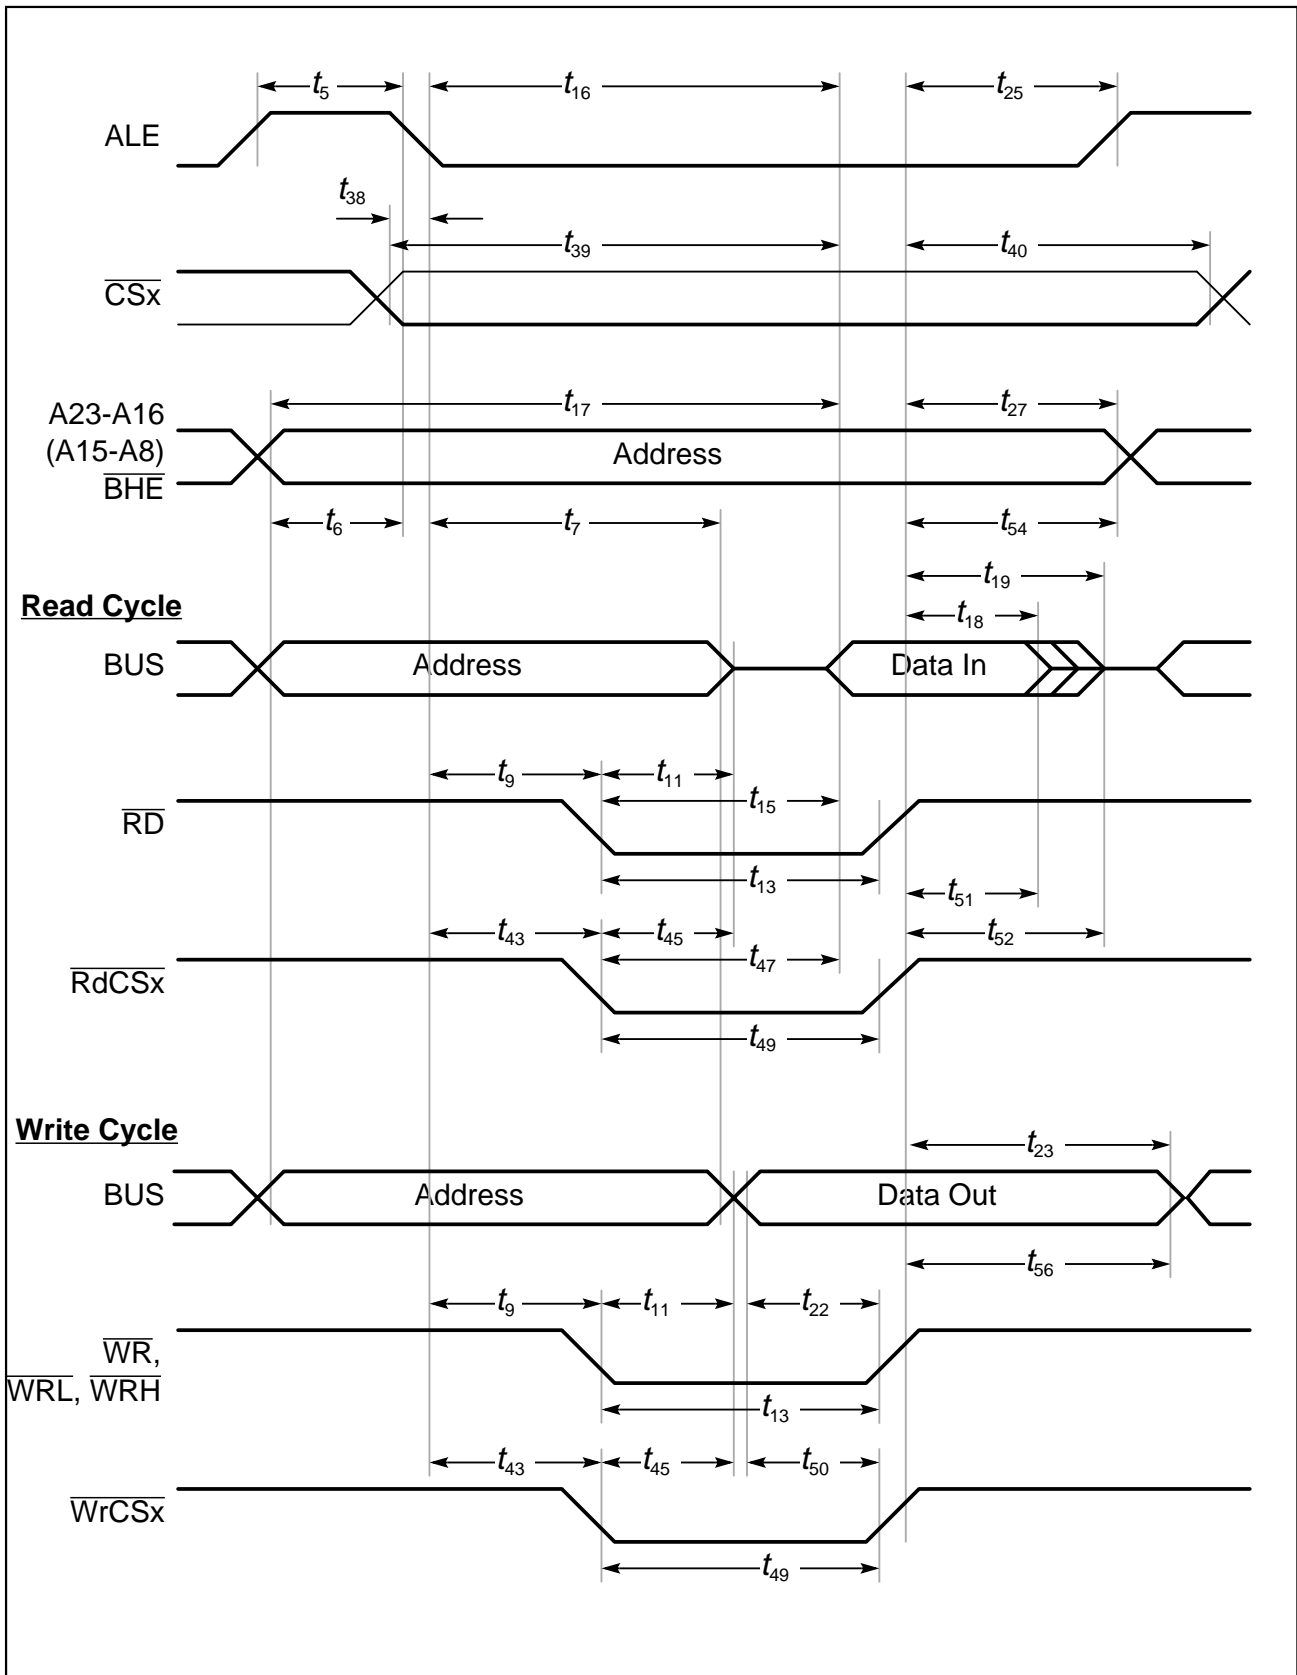 t5 t16 t25
ALE
t38
t39 t40
CSx
t17 t27
A23-A16
(A15-A8)
BHE
Address
t6 t7 t54
t19
Read Cycle
t18
BUS Address Data In
t9 t11
t15
RD
t13
t51
t43 t45 t52
t47
RdCSx
t49
Write Cycle
t23
BUS Address Data Out
t56
t9 t11 t22
WR,
WRL, WRH
t13
t43 t45 t50
WrCSx
t49